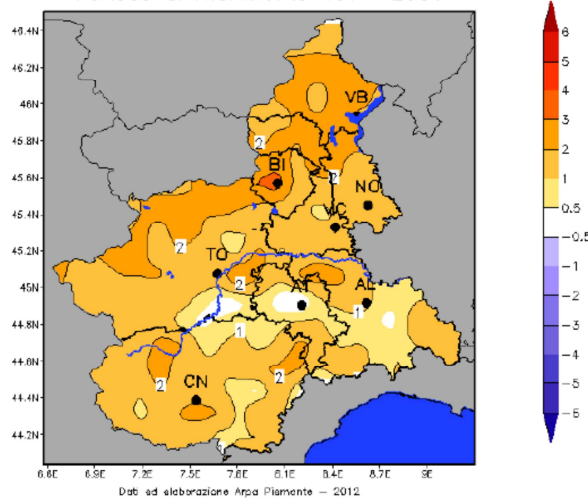 46.4N
46.2N
46N
45.8N
45.6N
45.4N
45.2N
45N
44.8N
44.6N
44.4N
44.2N
6.6E
6.9E
7.2E
7.5E
7.8E
8.1E
8.4E
8.7E
9E
VB
2
BI
2
NO
VC
TO
2
2
AT
AL
1
1
2
2
CN
1
6
5
4
3
2
1
0.5
-0.5
-1
-2
-3
-4
-5
-6
Dati ed elaborazione Arpa Piemonte – 2012